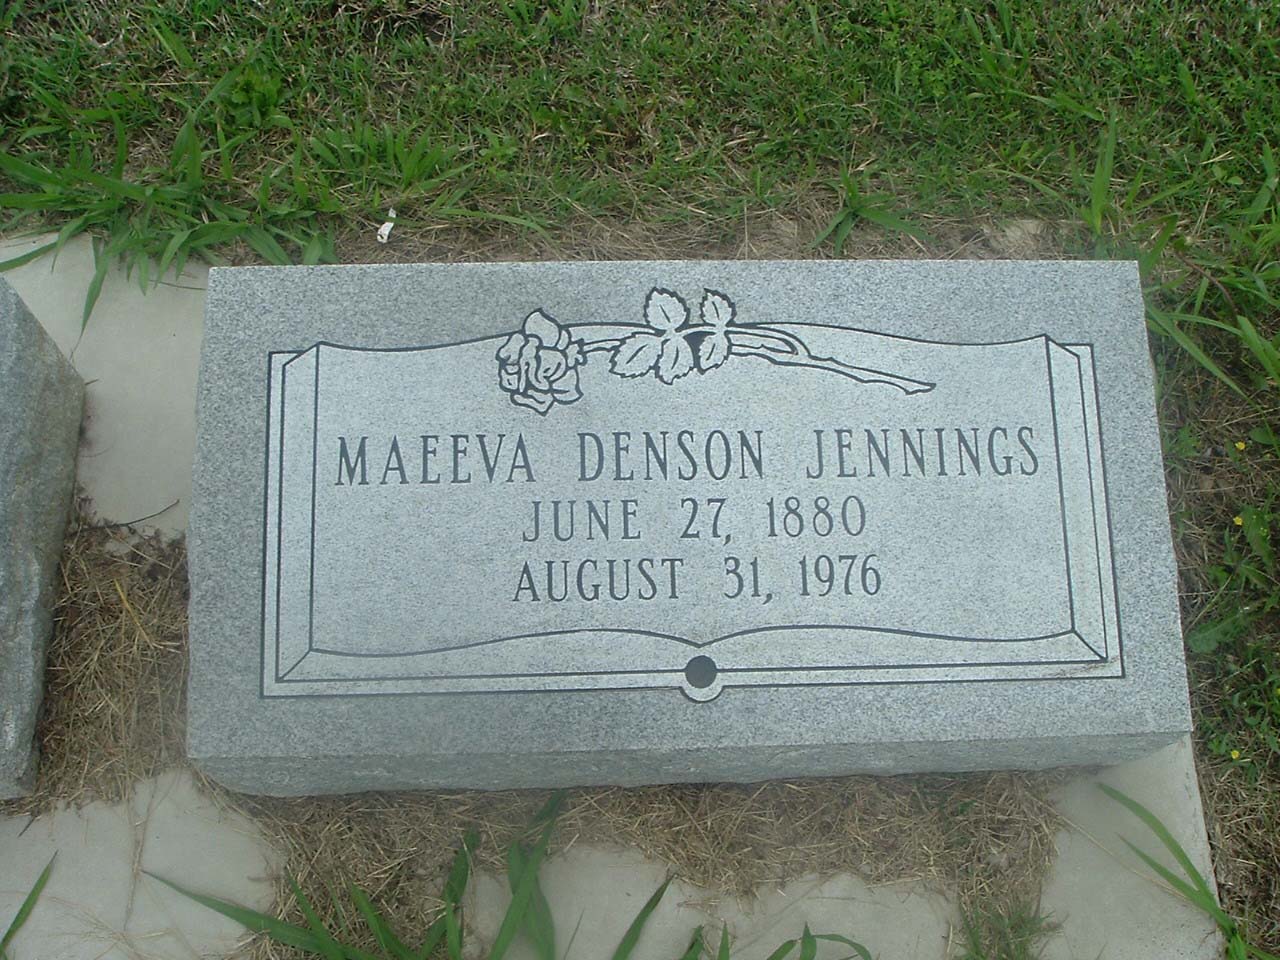 MAEEVA DENSON JENNINGS
JUNE 27, 1880
AUGUST 31, 1976